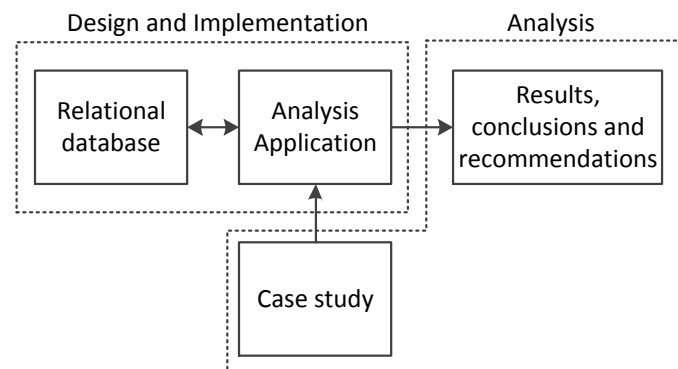 Design and Implementation
Analysis
Relational
database
Analysis
Application
Results,
conclusions and
recommendations
Case study